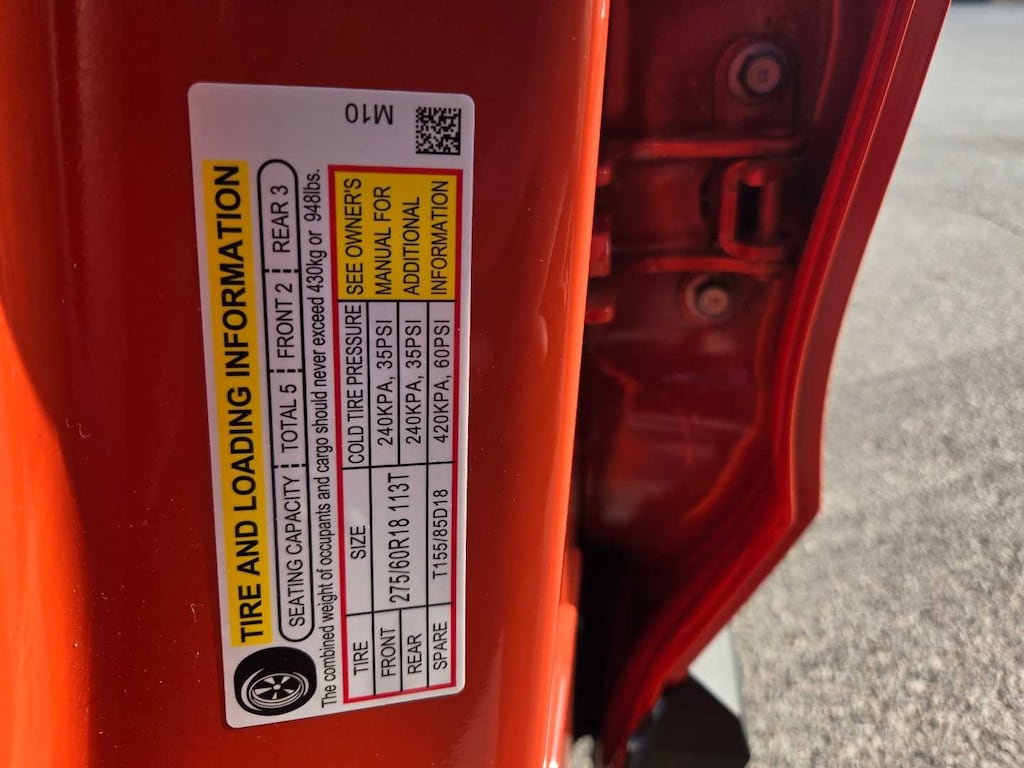 TIRE AND LOADING INFORMATION
SEATING CAPACITY TOTAL 5 FRONT 2 REAR 3
The combined weight of occupants and cargo should never exceed 430kg or 948lbs.
TIRE SIZE COLD TIRE PRESSURE SEE OWNER'S
FRONT 275/60R18 113T 240KPA, 35PSI MANUAL FOR
REAR 240KPA, 35PSI ADDITIONAL
SPARE T155/85D18 420KPA, 60PSI INFORMATION
M10